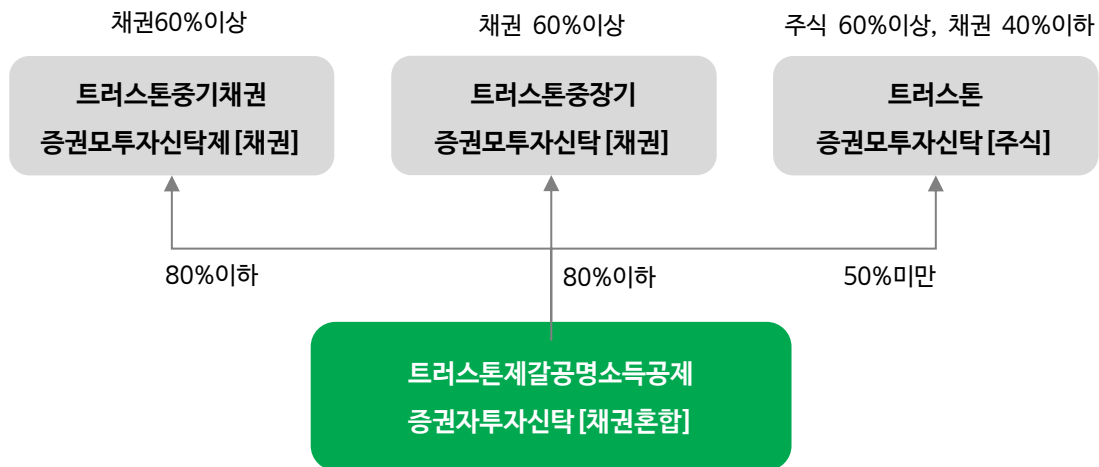 채권60%이상
채권 60%이상
주식 60%이상, 채권 40%이하
트러스톤중기채권
증권모투자신탁제[채권]
트러스톤중장기
증권모투자신탁[채권]
트러스톤
증권모투자신탁[주식]
80%이하
80%이하
50%미만
트러스톤제갈공명소득공제
증권자투자신탁[채권혼합]